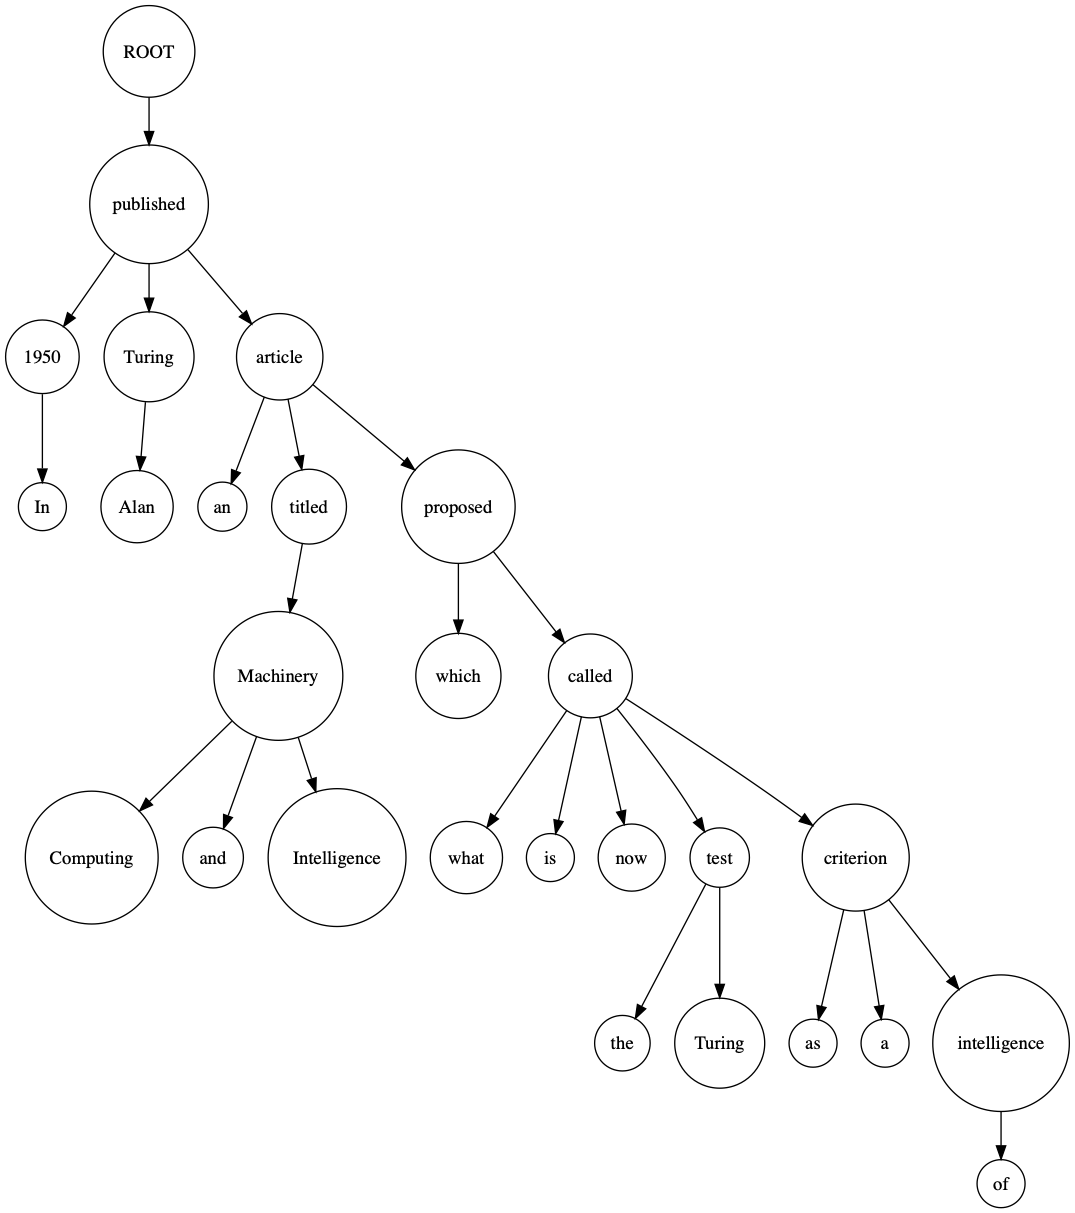 ROOT
published
1950 Turing article
In Alan an titled proposed
Machinery which called
Computing and Intelligence what is now test criterion
the Turing as a intelligence
of